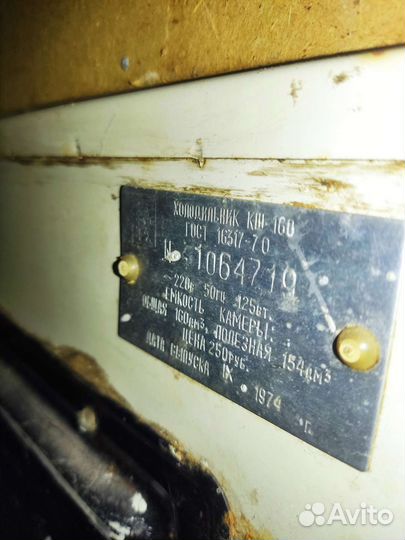 ХОЛОДИЛЬНИК КШ-160
ГОСТ 16317-70
№ 1064719
~220в 50гц 125вт.
ЕМКОСТЬ КАМЕРЫ:
ОБЩАЯ 160дм3, ПОЛЕЗНАЯ 154дм3
ЦЕНА 250РУБ.
ДАТА ВЫПУСКА IX 1974 г.
Avito